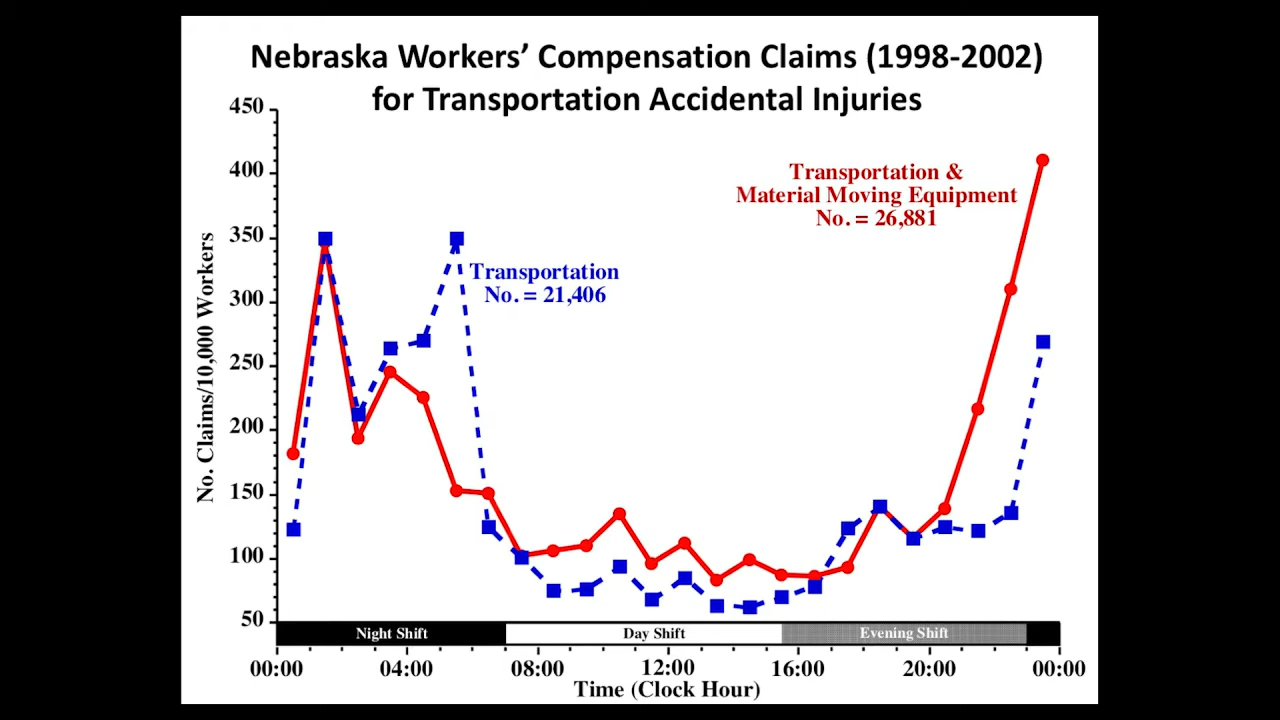 Nebraska Workers’ Compensation Claims (1998-2002)
for Transportation Accidental Injuries
450
400
350
300
250
200
150
100
50
No. Claims/10,000 Workers
Transportation &
Material Moving Equipment
No. = 26,881
Transportation
No. = 21,406
Night Shift
Day Shift
Evening Shift
00:00
04:00
08:00
12:00
16:00
20:00
00:00
Time (Clock Hour)